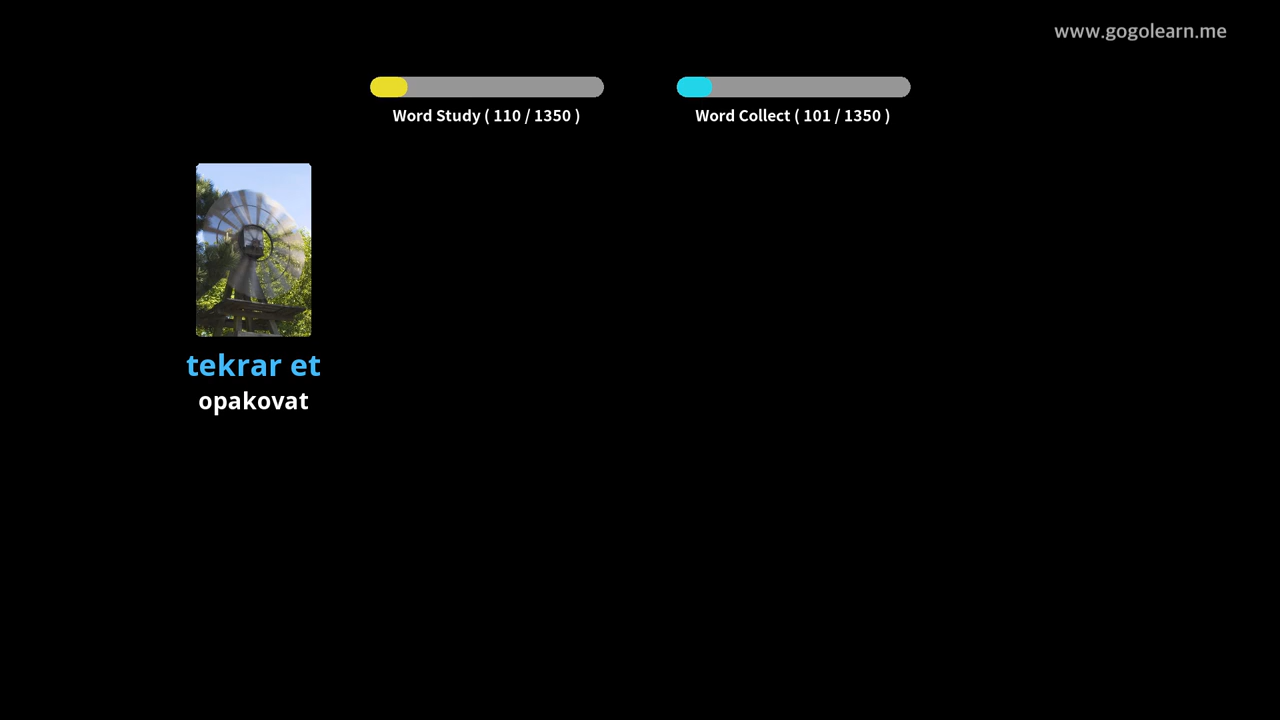 www.gogolearn.me
Word Study ( 110 / 1350 )
Word Collect ( 101 / 1350 )
tekrar et
opakovat